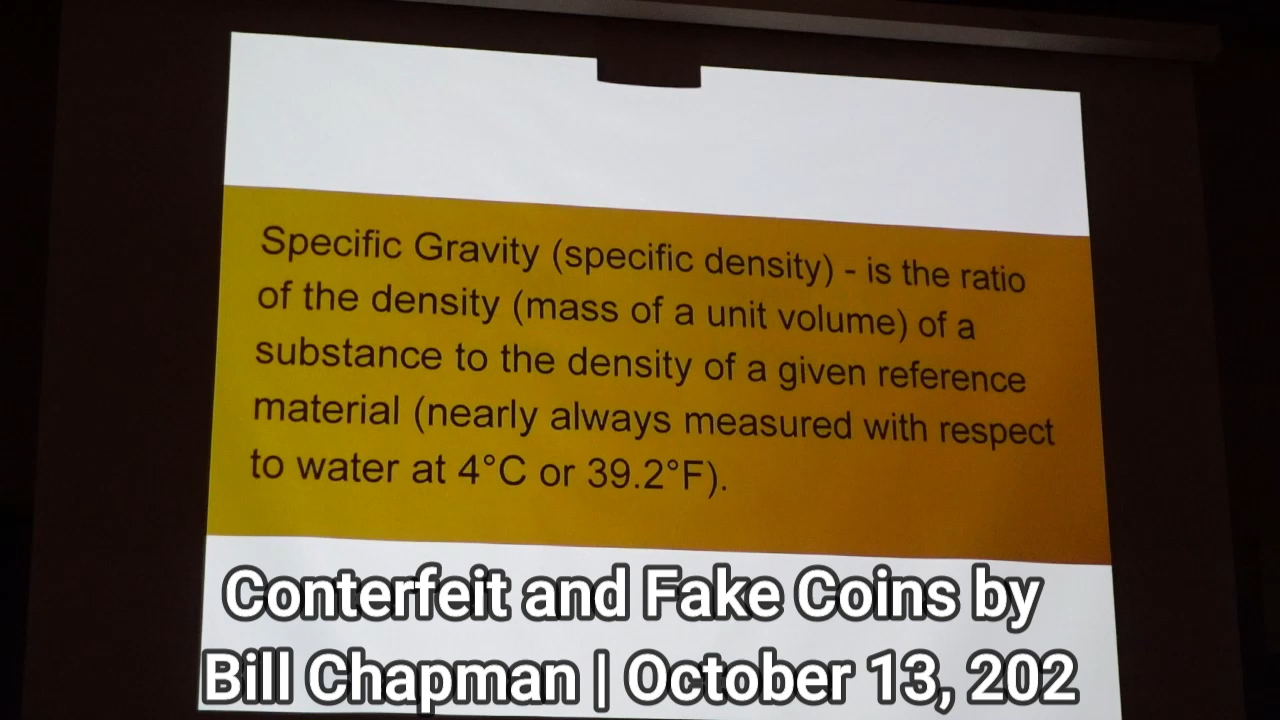 Specific Gravity (specific density) - is the ratio
of the density (mass of a unit volume) of a
substance to the density of a given reference
material (nearly always measured with respect
to water at 4°C or 39.2°F).
Conterfeit and Fake Coins by
Bill Chapman | October 13, 202